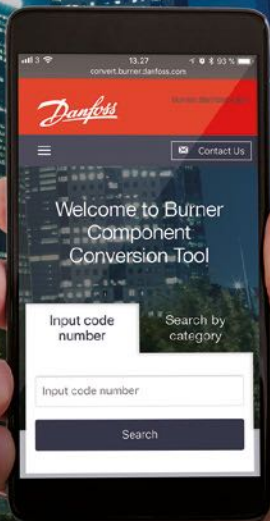 3 13.27 93 %
convert.burner.danfoss.com
Danfoss
Contact Us
Welcome to Burner
Component
Conversion Tool
Input code
number
Search by
category
Input code number
Search